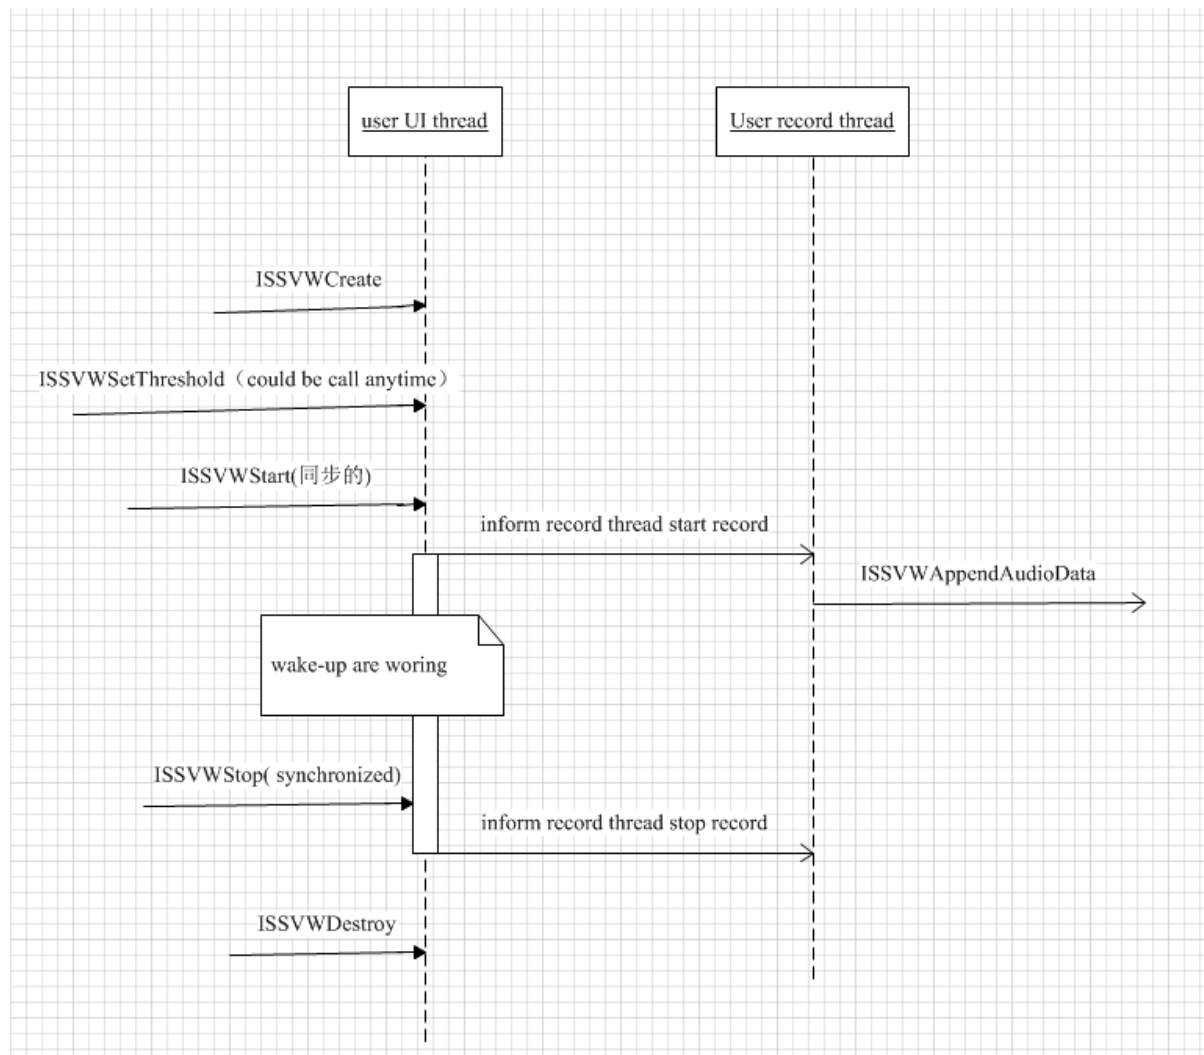 user UI thread
User record thread
ISSVWCreate
ISSVWSetThreshold（could be call anytime）
ISSVWStart(同步的)
inform record thread start record
ISSVWAppendAudioData
wake-up are woring
ISSVWStop( synchronized)
inform record thread stop record
ISSVWDestroy